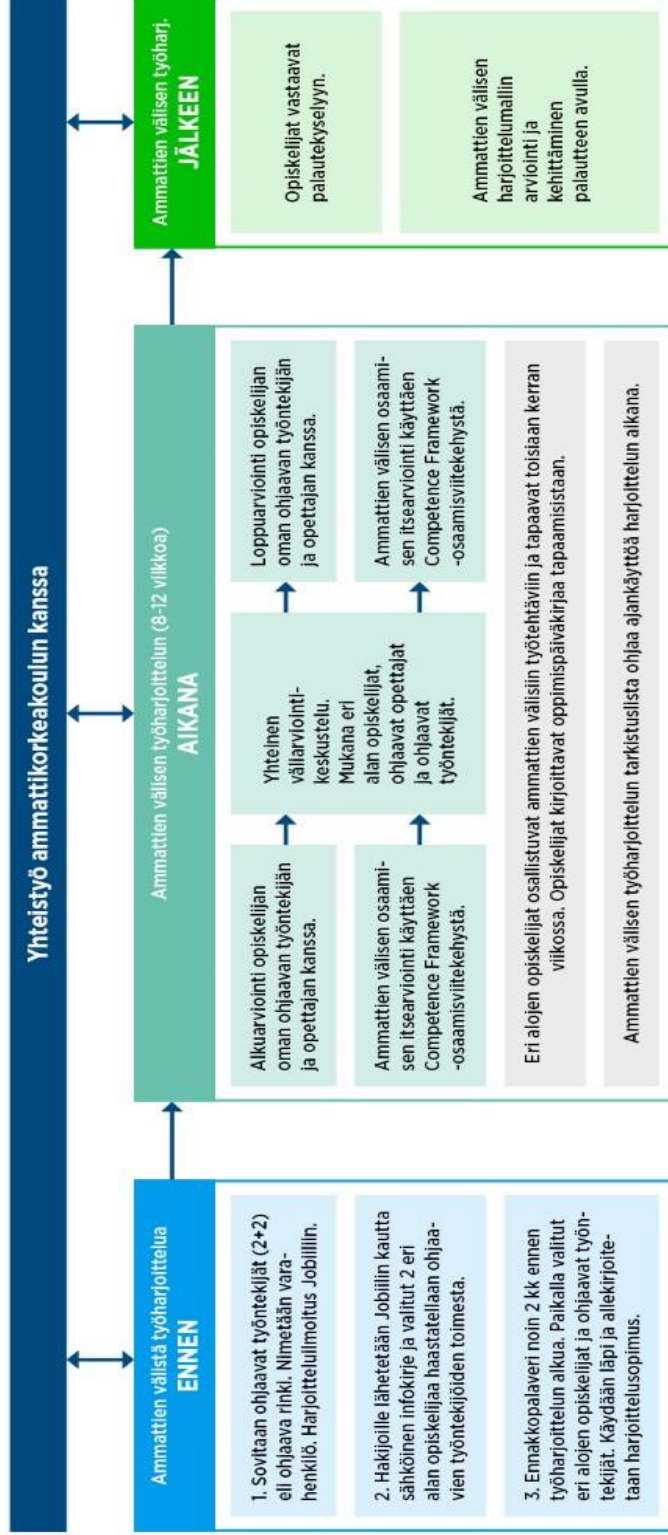 Yhteistyö ammattikorkeakoulun kanssa
Ammattien välistä työharjoittelua
ENNEN
1. Sovitaan ohjaavat työntekijät (2+2)
eli ohjaava rinki. Nimetään vara-
henkilö. Harjoitteluilmoitus Jobiiliin.
2. Hakijoille lähetetään Jobiilin kautta
sähköinen infokirje ja valitut 2 eri
alan opiskelijaa haastatellaan ohjaa-
vien työntekijöiden toimesta.
3. Ennakkopalaveri noin 2 kk ennen
työharjoittelun alkua. Paikalla valitut
eri alojen opiskelijat ja ohjaavat työn-
tekijät. Käydään läpi ja allekirjoite-
taan harjoittelusopimus.
Ammattien välisen työharjoittelun (8-12 viikkoa)
AIKANA
Alkuarviointi opiskelijan
oman ohjaavan työntekijän
ja opettajan kanssa.
Ammattien välisen osaami-
sen itsearviointi käyttäen
Competence Framework
-osaamisviitekehystä.
Yhteinen
väliarviointi-
keskustelu.
Mukana eri
alan opiskelijat,
ohjaavat opettajat
ja ohjaavat
työntekijät.
Loppuarviointi opiskelijan
oman ohjaavan työntekijän
ja opettajan kanssa.
Ammattien välisen osaami-
sen itsearviointi käyttäen
Competence Framework
-osaamisviitekehystä.
Eri alojen opiskelijat osallistuvat ammattien välisiin työtehtäviin ja tapaavat toisiaan kerran
viikossa. Opiskelijat kirjoittavat oppimispäiväkirjaa tapaamisistaan.
Ammattien välisen työharjoittelun tarkistuslista ohjaa ajankäyttöä harjoittelun aikana.
Ammattien välisen työharj.
JÄLKEEN
Opiskelijat vastaavat
palautekyselyyn.
Ammattien välisen
harjoittelumallin
arviointi ja
kehittäminen
palautteen avulla.